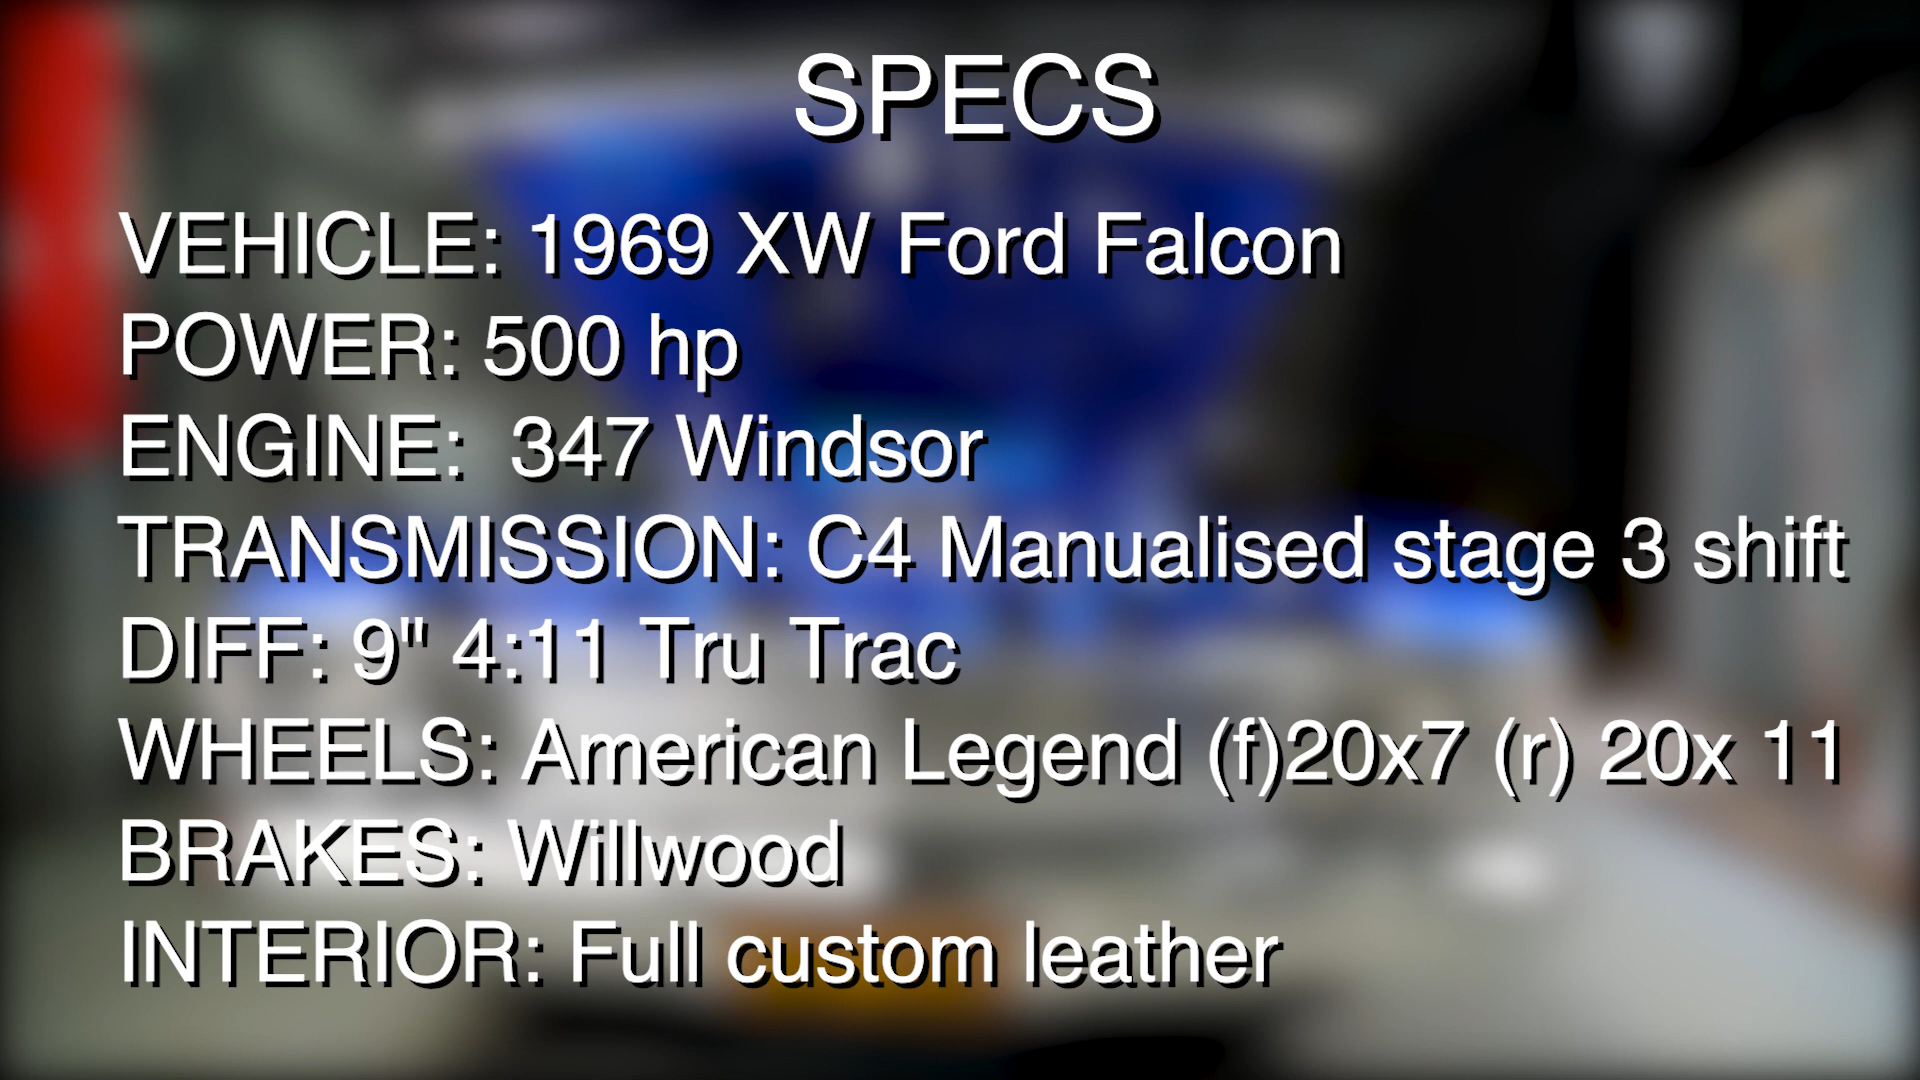 SPECS
VEHICLE: 1969 XW Ford Falcon
POWER: 500 hp
ENGINE:  347 Windsor
TRANSMISSION: C4 Manualised stage 3 shift
DIFF: 9" 4:11 Tru Trac
WHEELS: American Legend (f)20x7 (r) 20x 11
BRAKES: Willwood
INTERIOR: Full custom leather